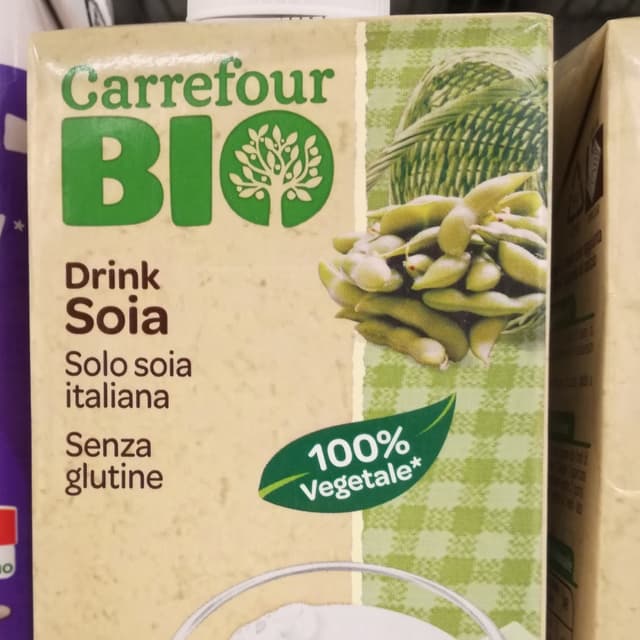 Carrefour
BIO
Drink
Soia
Solo soia
italiana
Senza
glutine
100%
Vegetale*